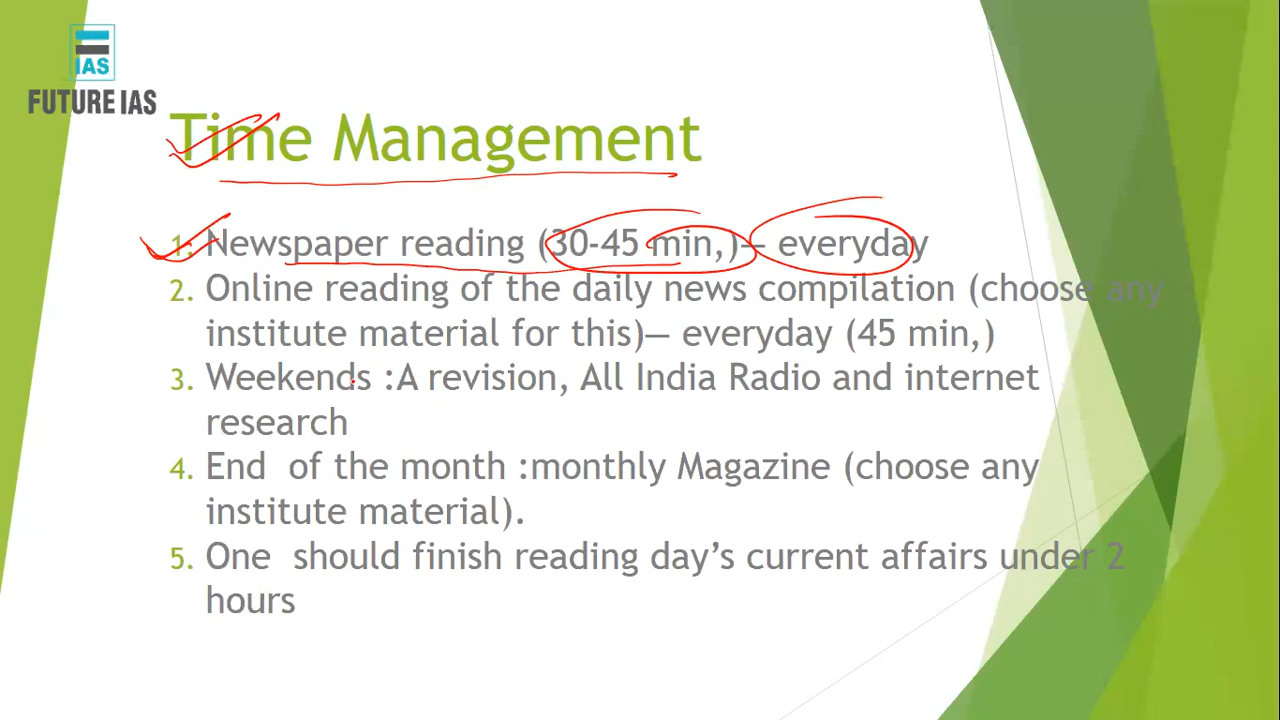 IAS
FUTURE IAS
Time Management
1. Newspaper reading (30-45 min,)— everyday
2. Online reading of the daily news compilation (choose any
institute material for this)— everyday (45 min,)
3. Weekends :A revision, All India Radio and internet
research
4. End of the month :monthly Magazine (choose any
institute material).
5. One should finish reading day’s current affairs under 2
hours